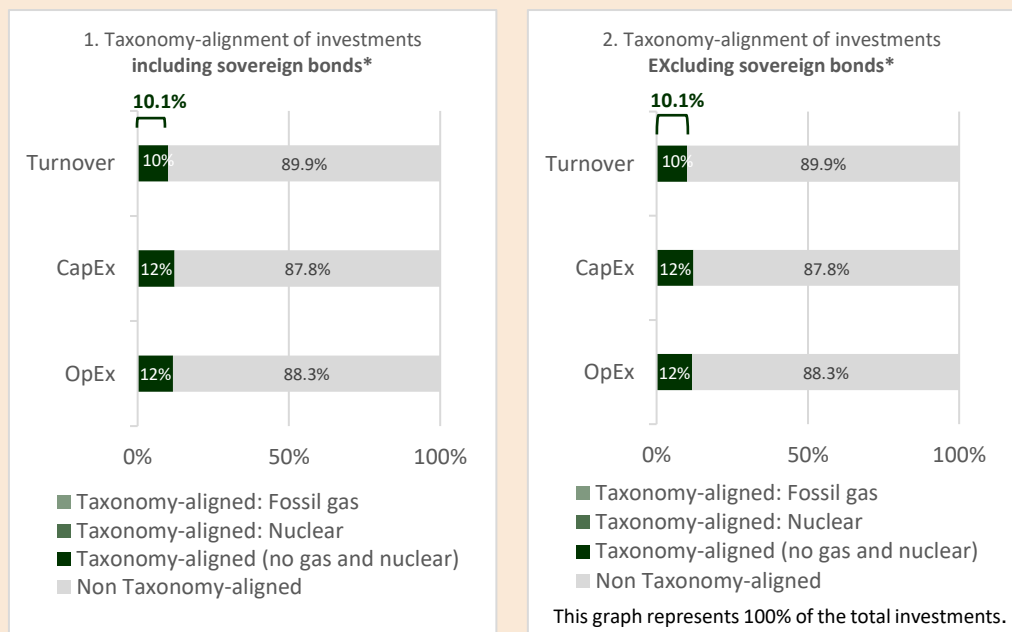 1. Taxonomy-alignment of investments
including sovereign bonds*
10.1%
Turnover 10% 89.9%
CapEx 12% 87.8%
OpEx 12% 88.3%
0% 50% 100%
Taxonomy-aligned: Fossil gas
Taxonomy-aligned: Nuclear
Taxonomy-aligned (no gas and nuclear)
Non Taxonomy-aligned
2. Taxonomy-alignment of investments
EXcluding sovereign bonds*
10.1%
Turnover 10% 89.9%
CapEx 12% 87.8%
OpEx 12% 88.3%
0% 50% 100%
Taxonomy-aligned: Fossil gas
Taxonomy-aligned: Nuclear
Taxonomy-aligned (no gas and nuclear)
Non Taxonomy-aligned
This graph represents 100% of the total investments.